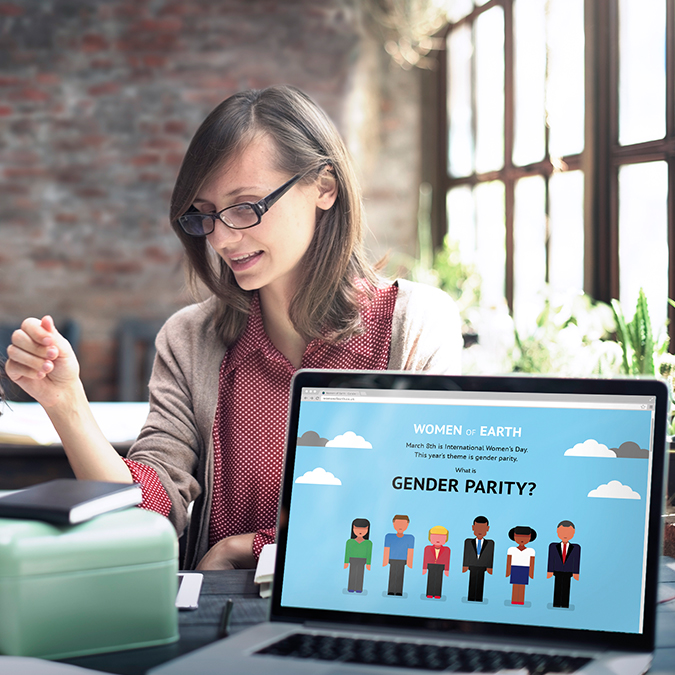 WOMEN OF EARTH
March 8th is International Women's Day.
This year's theme is gender parity.
What is
GENDER PARITY?